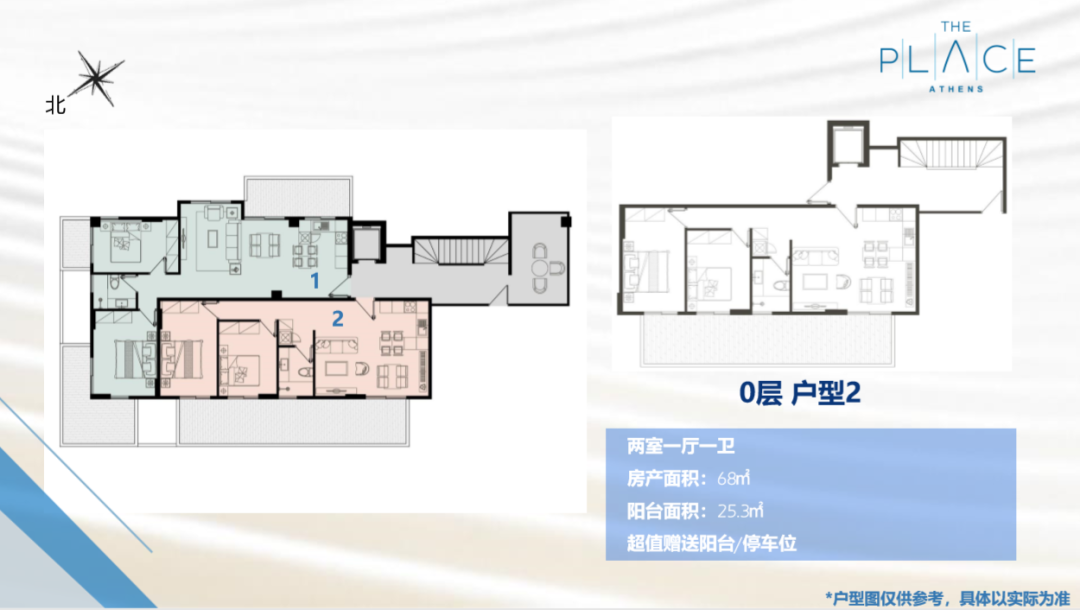 THE
PLACE
ATHENS
北
1
2
0层 户型2
两室一厅一卫
房产面积：68㎡
阳台面积：25.3㎡
超值赠送阳台/停车位
*户型图仅供参考，具体以实际为准